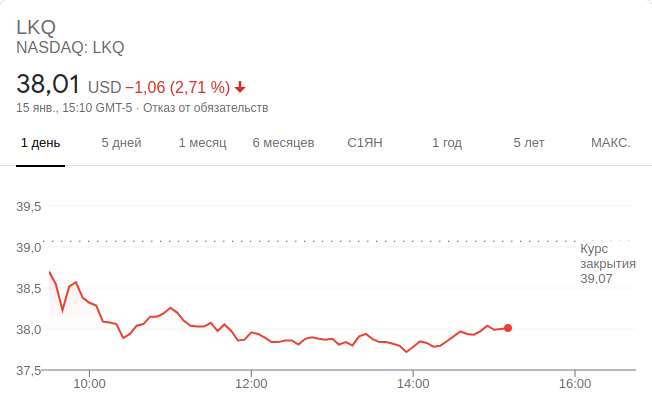 LKQ
NASDAQ: LKQ
38,01 USD −1,06 (2,71 %)
15 янв., 15:10 GMT-5 · Отказ от обязательств
1 день 5 дней 1 месяц 6 месяцев С1ЯН 1 год 5 лет МАКС.
39,5
39,0
38,5
38,0
37,5
Курс
закрытия
39,07
10:00 12:00 14:00 16:00